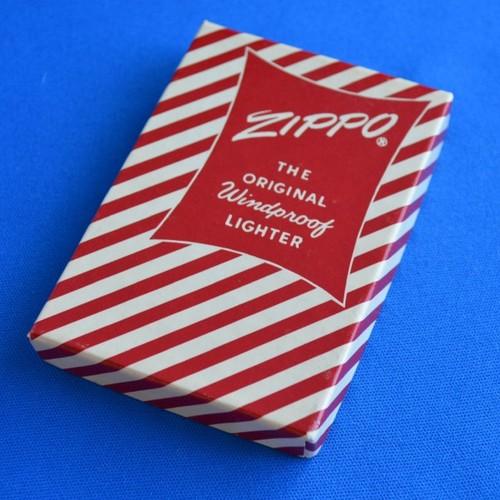 ZIPPO®
THE
ORIGINAL
Windproof
LIGHTER